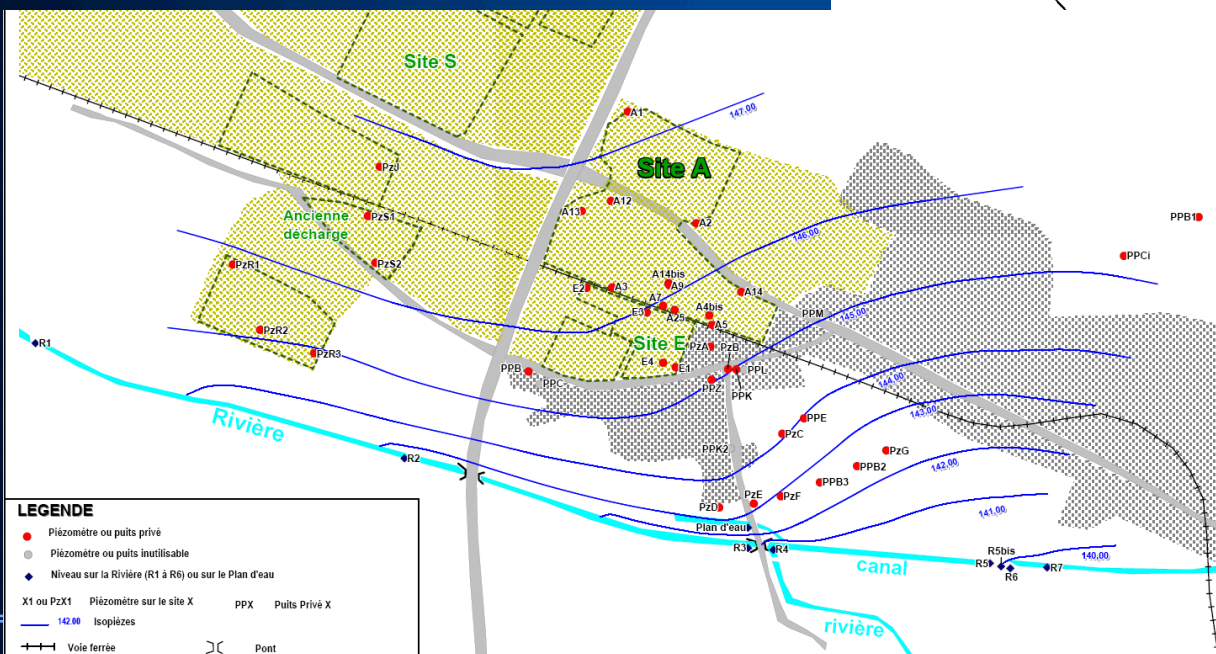 Site S
A1
147,00
Site A
PzJ
A12
A13
PzS1
A2
Ancienne
décharge
PPB1
146,00
PPCi
PzS2
PzR1
A14bis
A9
E2
A3
A14
A7
A4bis
E3
A25
A5
PPM
145,00
PzR2
R1
Site E
PzA
PzB
PzR3
E4
E1
PPB
PPC
PPL
PPZ
PPK
144,00
143,00
Rivière
PPE
PzC
PPK2
PzG
R2
PPB2
142,00
PPB3
PzE
PzF
PzD
141,00
Plan d'eau
R3
R4
R5bis
140,00
R5
R6
R7
canal
rivière
LEGENDE
Piézomètre ou puits privé
Piézomètre ou puits inutilisable
Niveau sur la Rivière (R1 à R6) ou sur le Plan d'eau
X1 ou PzX1 Piézomètre sur le site X PPX Puits Privé X
142.00 Isopièzes
Voie ferrée Pont